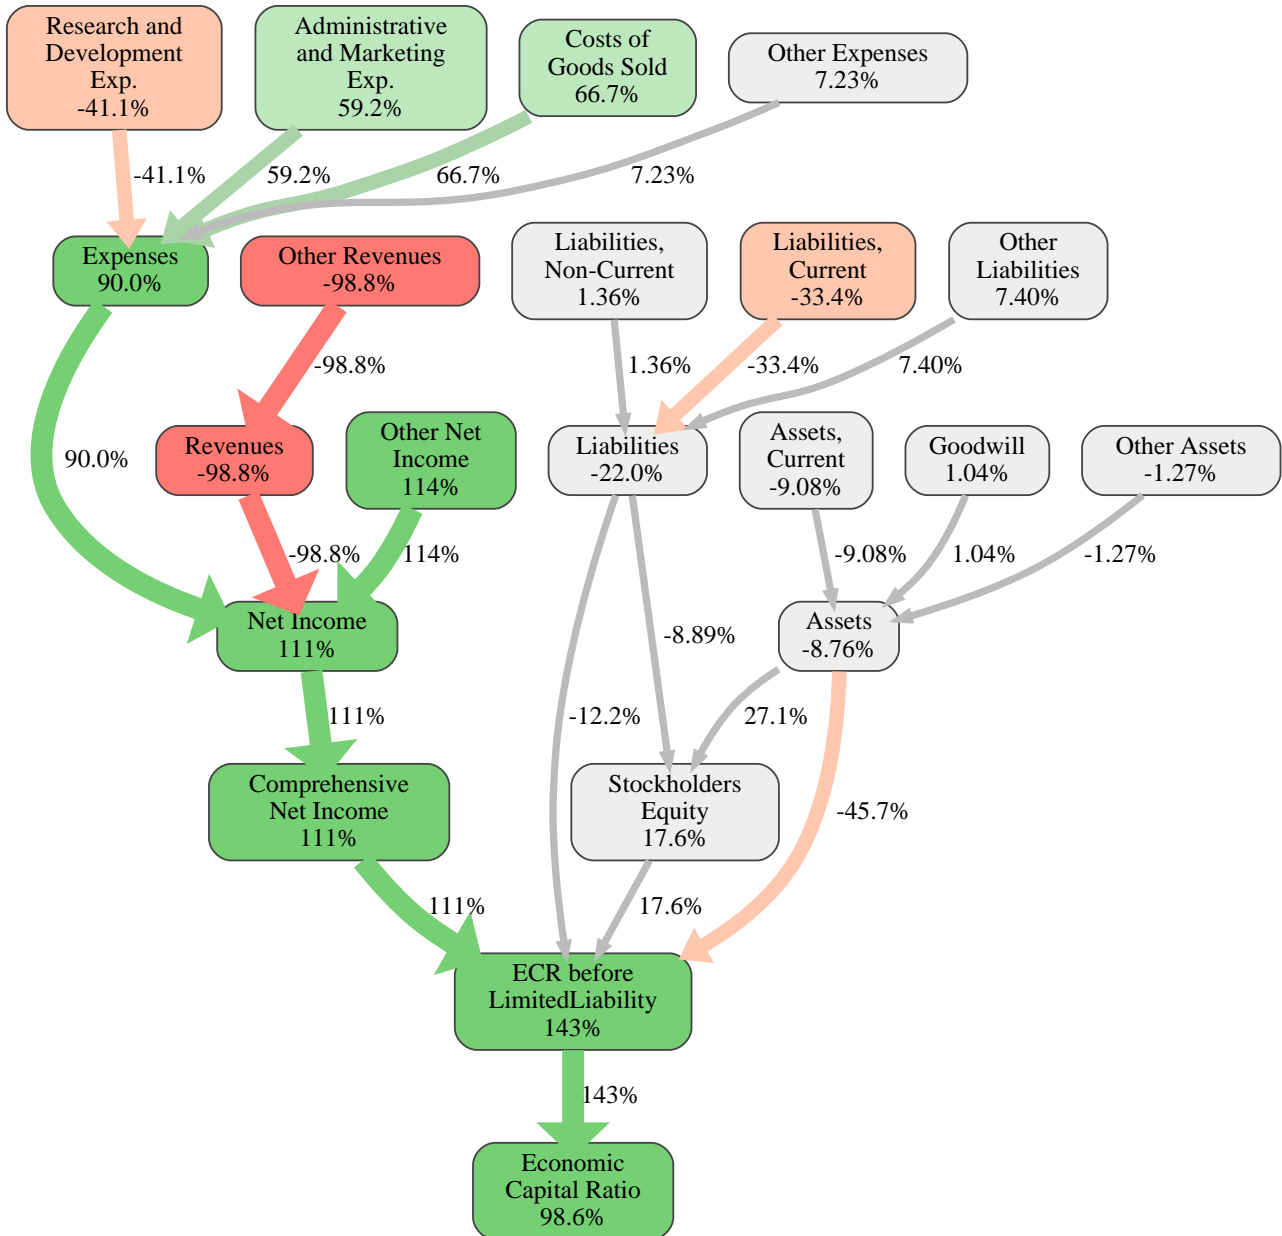 Research and
Development
Exp.
-41.1%
Administrative
and Marketing
Exp.
59.2%
Costs of
Goods Sold
66.7%
Other Expenses
7.23%
-41.1%
59.2%
66.7%
7.23%
Expenses
90.0%
Other Revenues
-98.8%
Liabilities,
Non-Current
1.36%
Liabilities,
Current
-33.4%
Other
Liabilities
7.40%
-98.8%
1.36%
-33.4%
7.40%
90.0%
Revenues
-98.8%
Other Net
Income
114%
Liabilities
-22.0%
Assets,
Current
-9.08%
Goodwill
1.04%
Other Assets
-1.27%
-98.8%
114%
-9.08%
1.04%
-1.27%
Net Income
111%
-8.89%
Assets
-8.76%
111%
-12.2%
27.1%
Comprehensive
Net Income
111%
Stockholders
Equity
17.6%
-45.7%
111%
17.6%
ECR before
LimitedLiability
143%
143%
Economic
Capital Ratio
98.6%